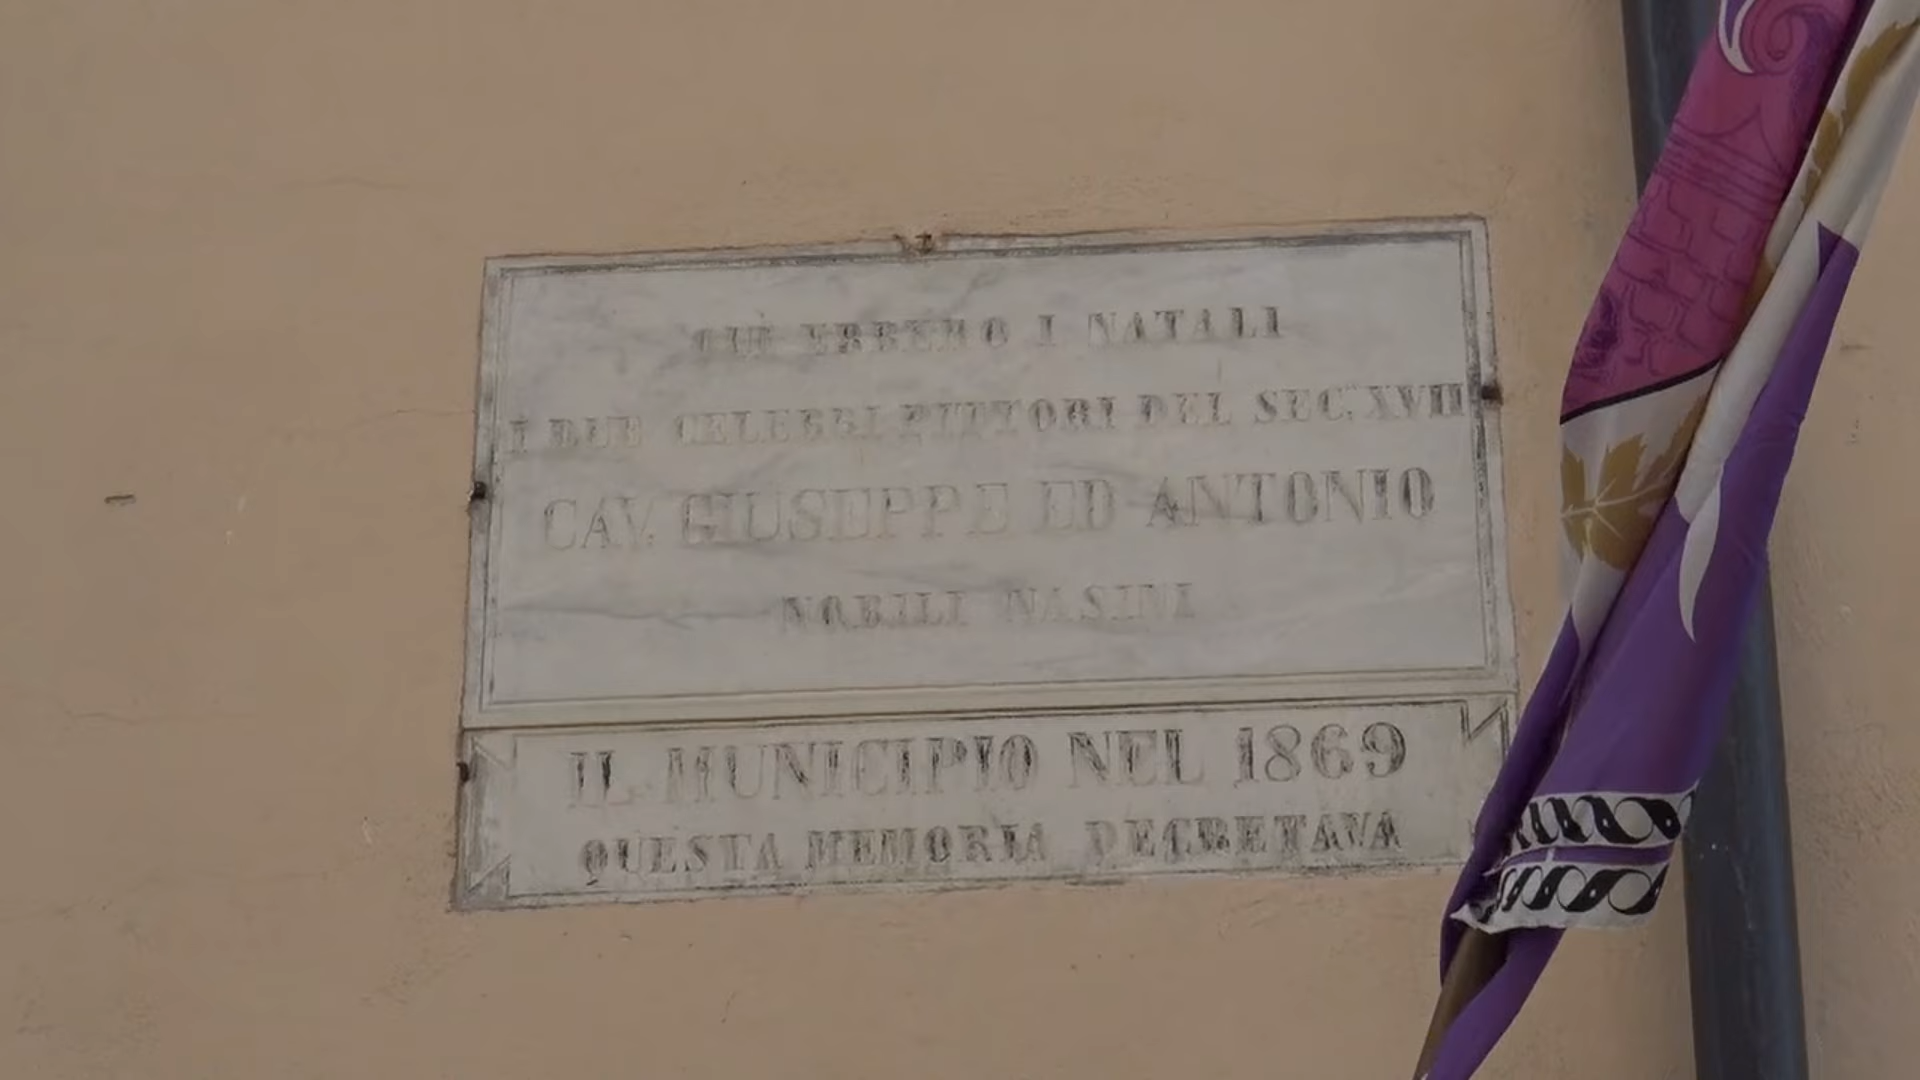 QUI EBBERO I NATALI
I DUE CELEBRI PITTORI DEL SEC. XVII
CAV. GIUSEPPE ED ANTONIO
NOBILI NASINI
IL MUNICIPIO NEL 1869
QUESTA MEMORIA DECRETAVA